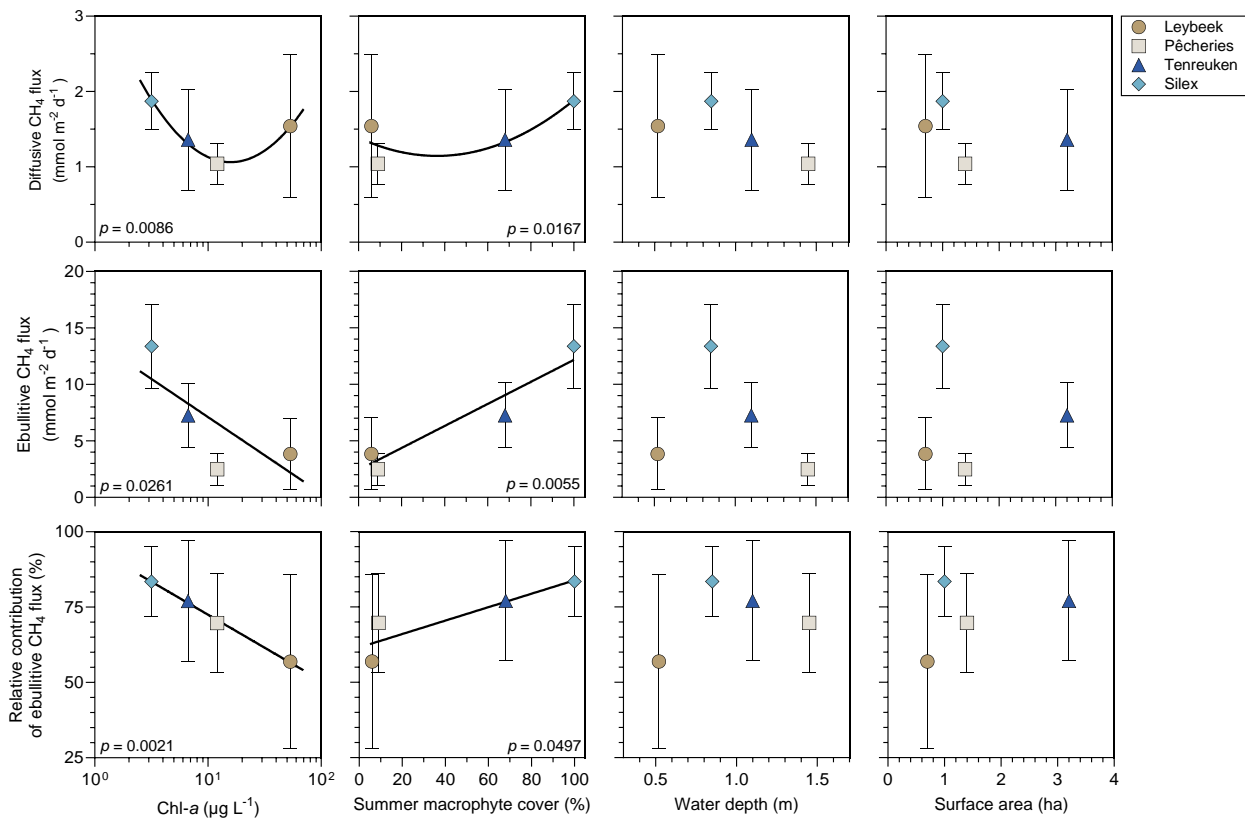 Leybeek
Pêcheries
Tenreuken
Silex
Diffusive CH4 flux
(mmol m-2 d-1 )
3
2
1
0
p = 0.0086
p = 0.0167
Ebullitive CH4 flux
(mmol m-2 d-1 )
20
15
10
5
0
p = 0.0261
p = 0.0055
Relative contribution
of ebullitive CH4 flux (%)
100
75
50
25
p = 0.0021
p = 0.0497
100 101 102
0 20 40 60 80 100
0.5 1.0 1.5
0 1 2 3 4
Chl-a (µg L-1)
Summer macrophyte cover (%)
Water depth (m)
Surface area (ha)